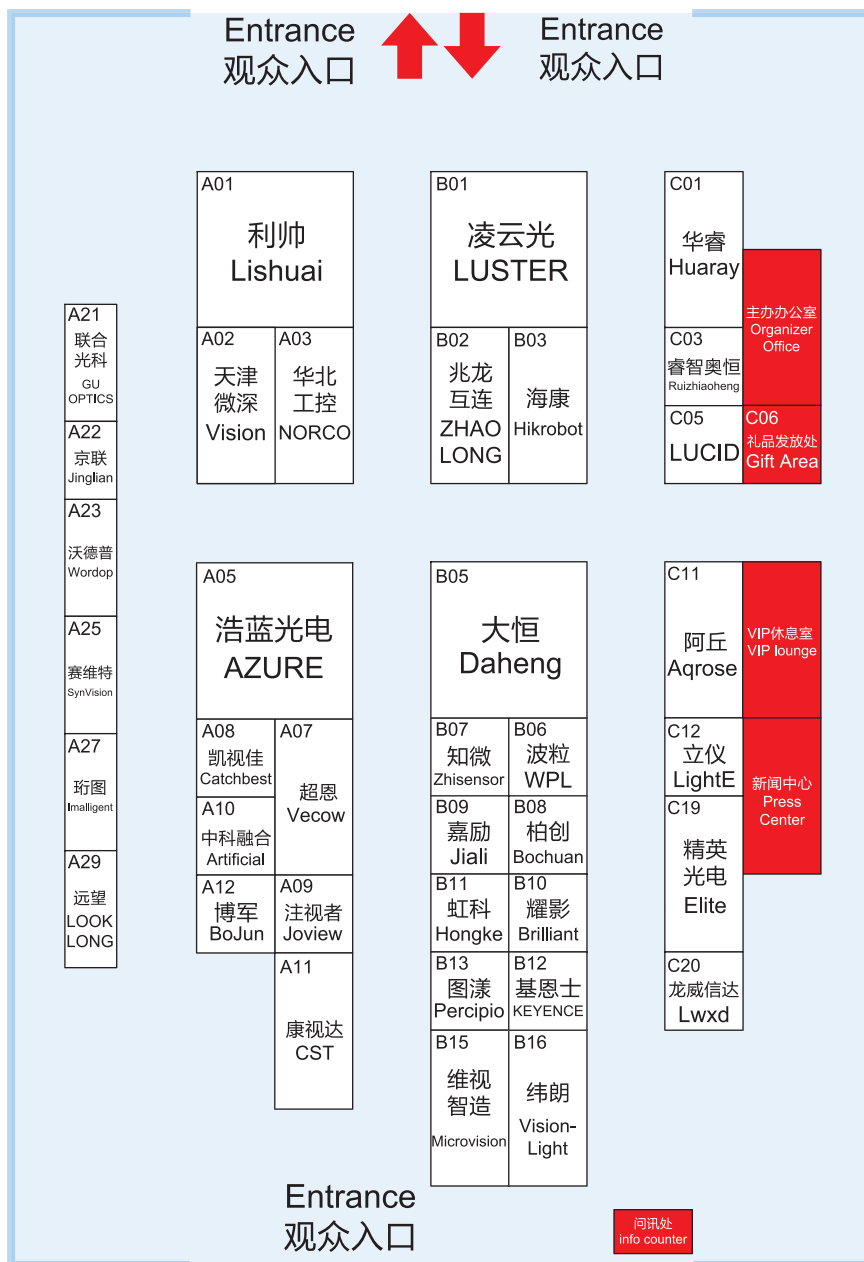 Entrance
观众入口
Entrance
观众入口
A01
利帅
Lishuai
A02
天津
微深
Vision
A03
华北
工控
NORCO
B01
凌云光
LUSTER
B02
兆龙
互连
ZHAO
LONG
B03
海康
Hikrobot
C01
华睿
Huaray
主办办公室
Organizer
Office
C03
睿智奥恒
Ruizhiaoheng
C05
LUCID
C06
礼品发放处
Gift Area
A21
联合
光科
GU
OPTICS
A22
京联
Jinglian
A23
沃德普
Wordop
A25
赛维特
SynVision
A27
珩图
Imalligent
A29
远望
LOOK
LONG
A05
浩蓝光电
AZURE
A08
凯视佳
Catchbest
A07
超恩
Vecow
A10
中科融合
Artificial
A12
博军
BoJun
A09
注视者
Joview
A11
康视达
CST
B05
大恒
Daheng
B07
知微
Zhisensor
B06
波粒
WPL
B09
嘉励
Jiali
B08
柏创
Bochuan
B11
虹科
Hongke
B10
耀影
Brilliant
B13
图漾
Percipio
B12
基恩士
KEYENCE
B15
维视
智造
Microvision
B16
纬朗
Vision-
Light
C11
阿丘
Aqrose
VIP休息室
VIP lounge
C12
立仪
LightE
新闻中心
Press
Center
C19
精英
光电
Elite
C20
龙威信达
Lwxd
Entrance
观众入口
问讯处
info counter